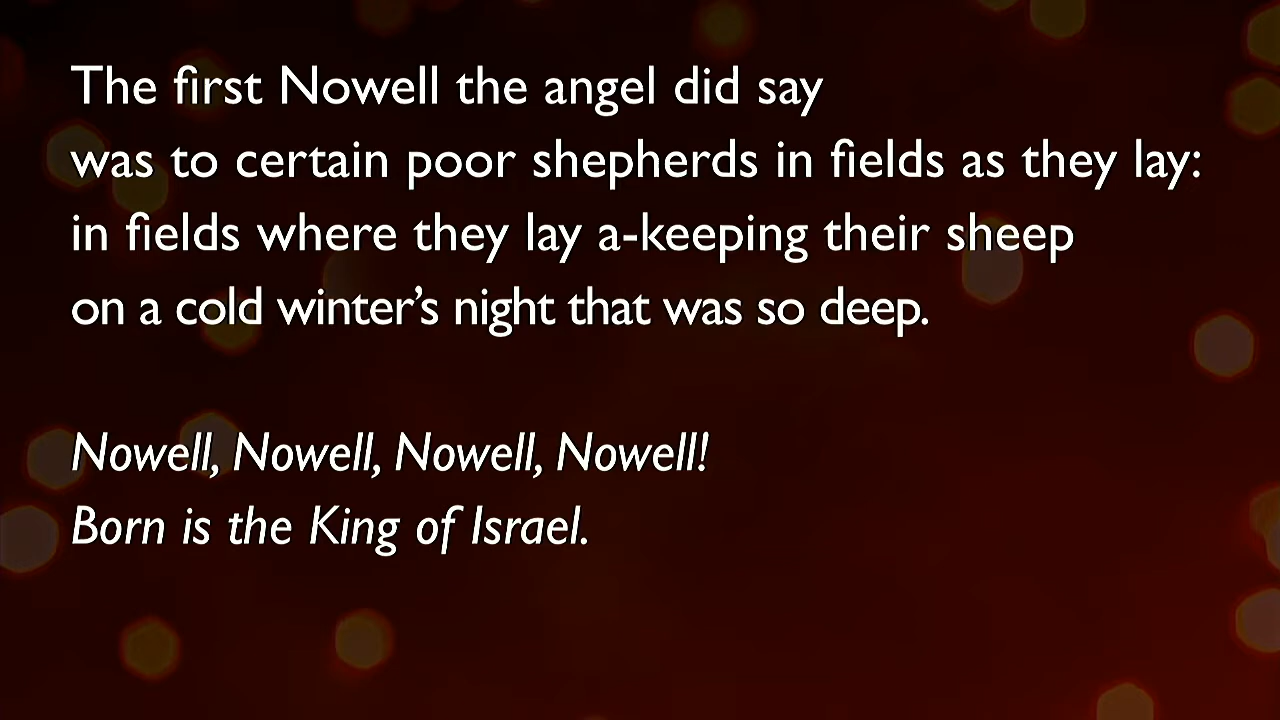 The first Nowell the angel did say
was to certain poor shepherds in fields as they lay:
in fields where they lay a-keeping their sheep
on a cold winter’s night that was so deep.
Nowell, Nowell, Nowell, Nowell!
Born is the King of Israel.